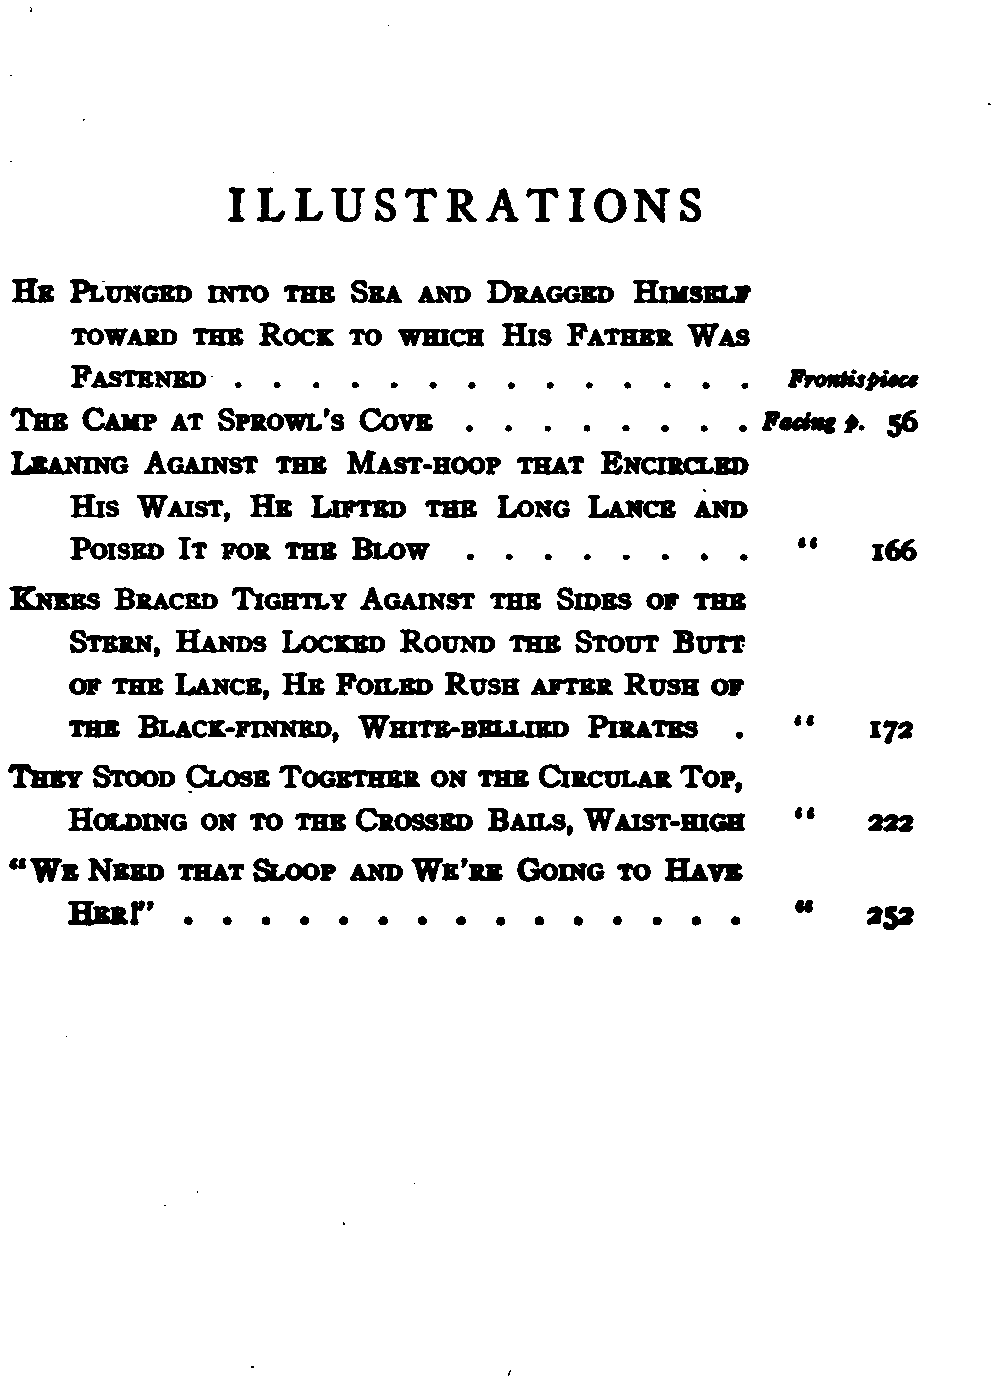 ILLUSTRATIONS
He Plunged into the Sea and Dragged Himself
toward the Rock to which His Father Was
Fastened . . . . . . . . . . . . . . Frontispiece
The Camp at Sprowl's Cove . . . . . . . . Facing p. 56
Leaning Against the Mast-hoop that Encircled
His Waist, He Lifted the Long Lance and
Poised It for the Blow . . . . . . . . " 166
Knees Braced Tightly Against the Sides of the
Stern, Hands Locked Round the Stout Butt
of the Lance, He Foiled Rush after Rush of
the Black-finned, White-bellied Pirates . " 172
They Stood Close Together on the Circular Top,
Holding on to the Crossed Bails, Waist-high " 222
"We Need that Sloop and We're Going to Have
Her!" . . . . . . . . . . . . . . . " 252